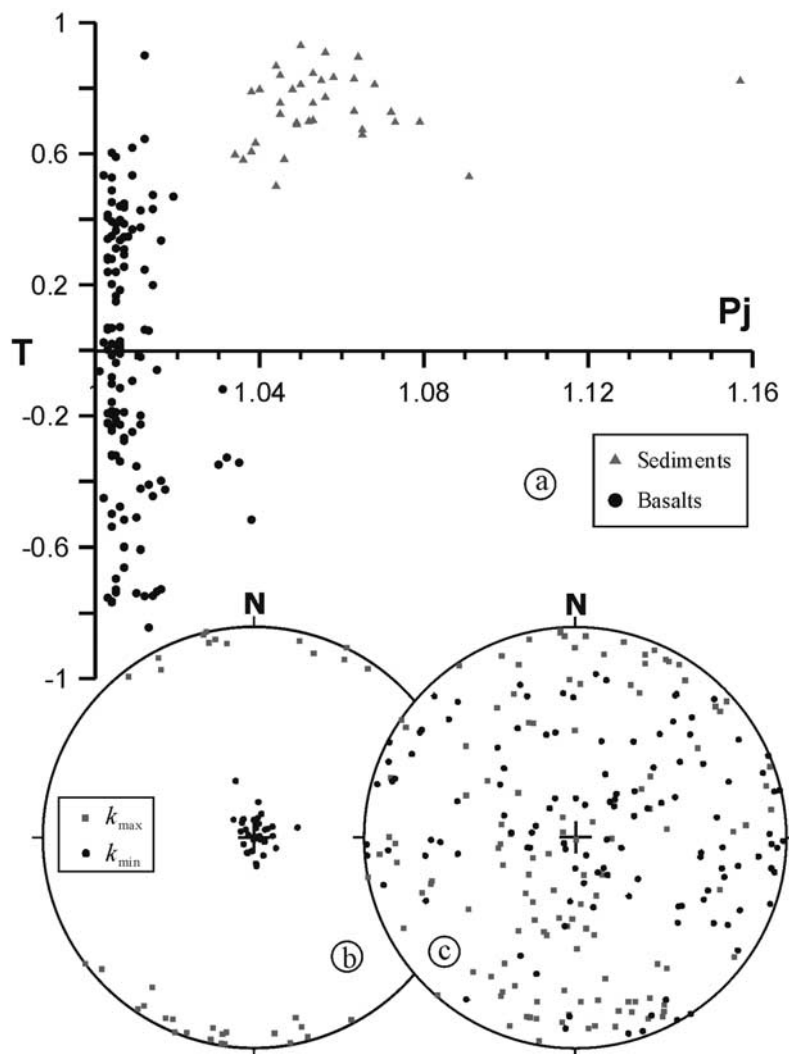 1
0.6
0.2
T
Pj
1.04
1.08
1.12
1.16
-0.2
-0.6
-1
a
Sediments
Basalts
N
N
kmax
kmin
b
c